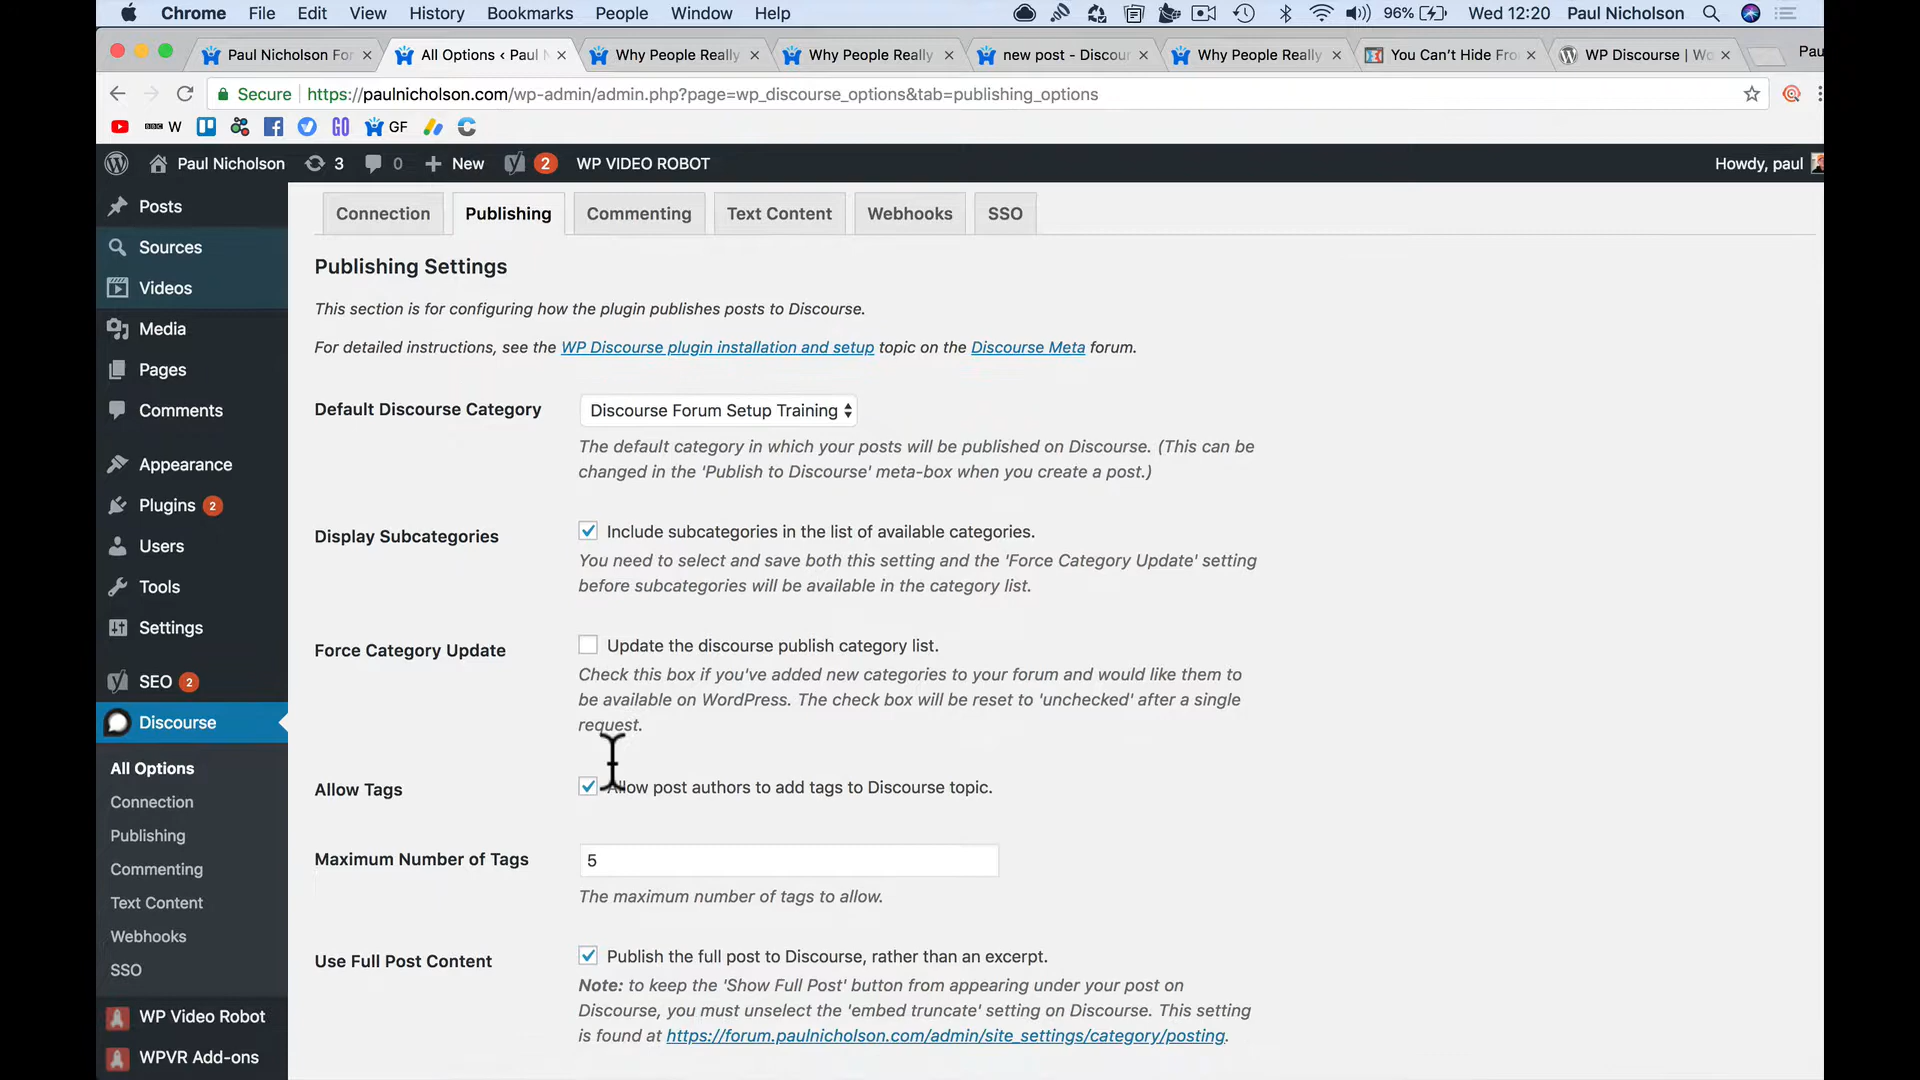 Chrome File Edit View History Bookmarks People Window Help 96% Wed 12:20 Paul Nicholson
Paul Nicholson For All Options ‹ Paul N Why People Really Why People Really new post - Discour Why People Really You Can't Hide Fro WP Discourse | Wo Pau
Secure https://paulnicholson.com/wp-admin/admin.php?page=wp_discourse_options&tab=publishing_options
BBC W GO GF
Paul Nicholson 3 0 New 2 WP VIDEO ROBOT Howdy, paul
Posts
Sources
Videos
Media
Pages
Comments
Appearance
Plugins 2
Users
Tools
Settings
SEO 2
Discourse
All Options
Connection
Publishing
Commenting
Text Content
Webhooks
SSO
WP Video Robot
WPVR Add-ons
Connection Publishing Commenting Text Content Webhooks SSO
Publishing Settings
This section is for configuring how the plugin publishes posts to Discourse.
For detailed instructions, see the WP Discourse plugin installation and setup topic on the Discourse Meta forum.
Default Discourse Category Discourse Forum Setup Training
The default category in which your posts will be published on Discourse. (This can be
changed in the 'Publish to Discourse' meta-box when you create a post.)
Display Subcategories Include subcategories in the list of available categories.
You need to select and save both this setting and the 'Force Category Update' setting
before subcategories will be available in the category list.
Force Category Update Update the discourse publish category list.
Check this box if you've added new categories to your forum and would like them to
be available on WordPress. The check box will be reset to 'unchecked' after a single
request.
Allow Tags Allow post authors to add tags to Discourse topic.
Maximum Number of Tags 5
The maximum number of tags to allow.
Use Full Post Content Publish the full post to Discourse, rather than an excerpt.
Note: to keep the 'Show Full Post' button from appearing under your post on
Discourse, you must unselect the 'embed truncate' setting on Discourse. This setting
is found at https://forum.paulnicholson.com/admin/site_settings/category/posting.